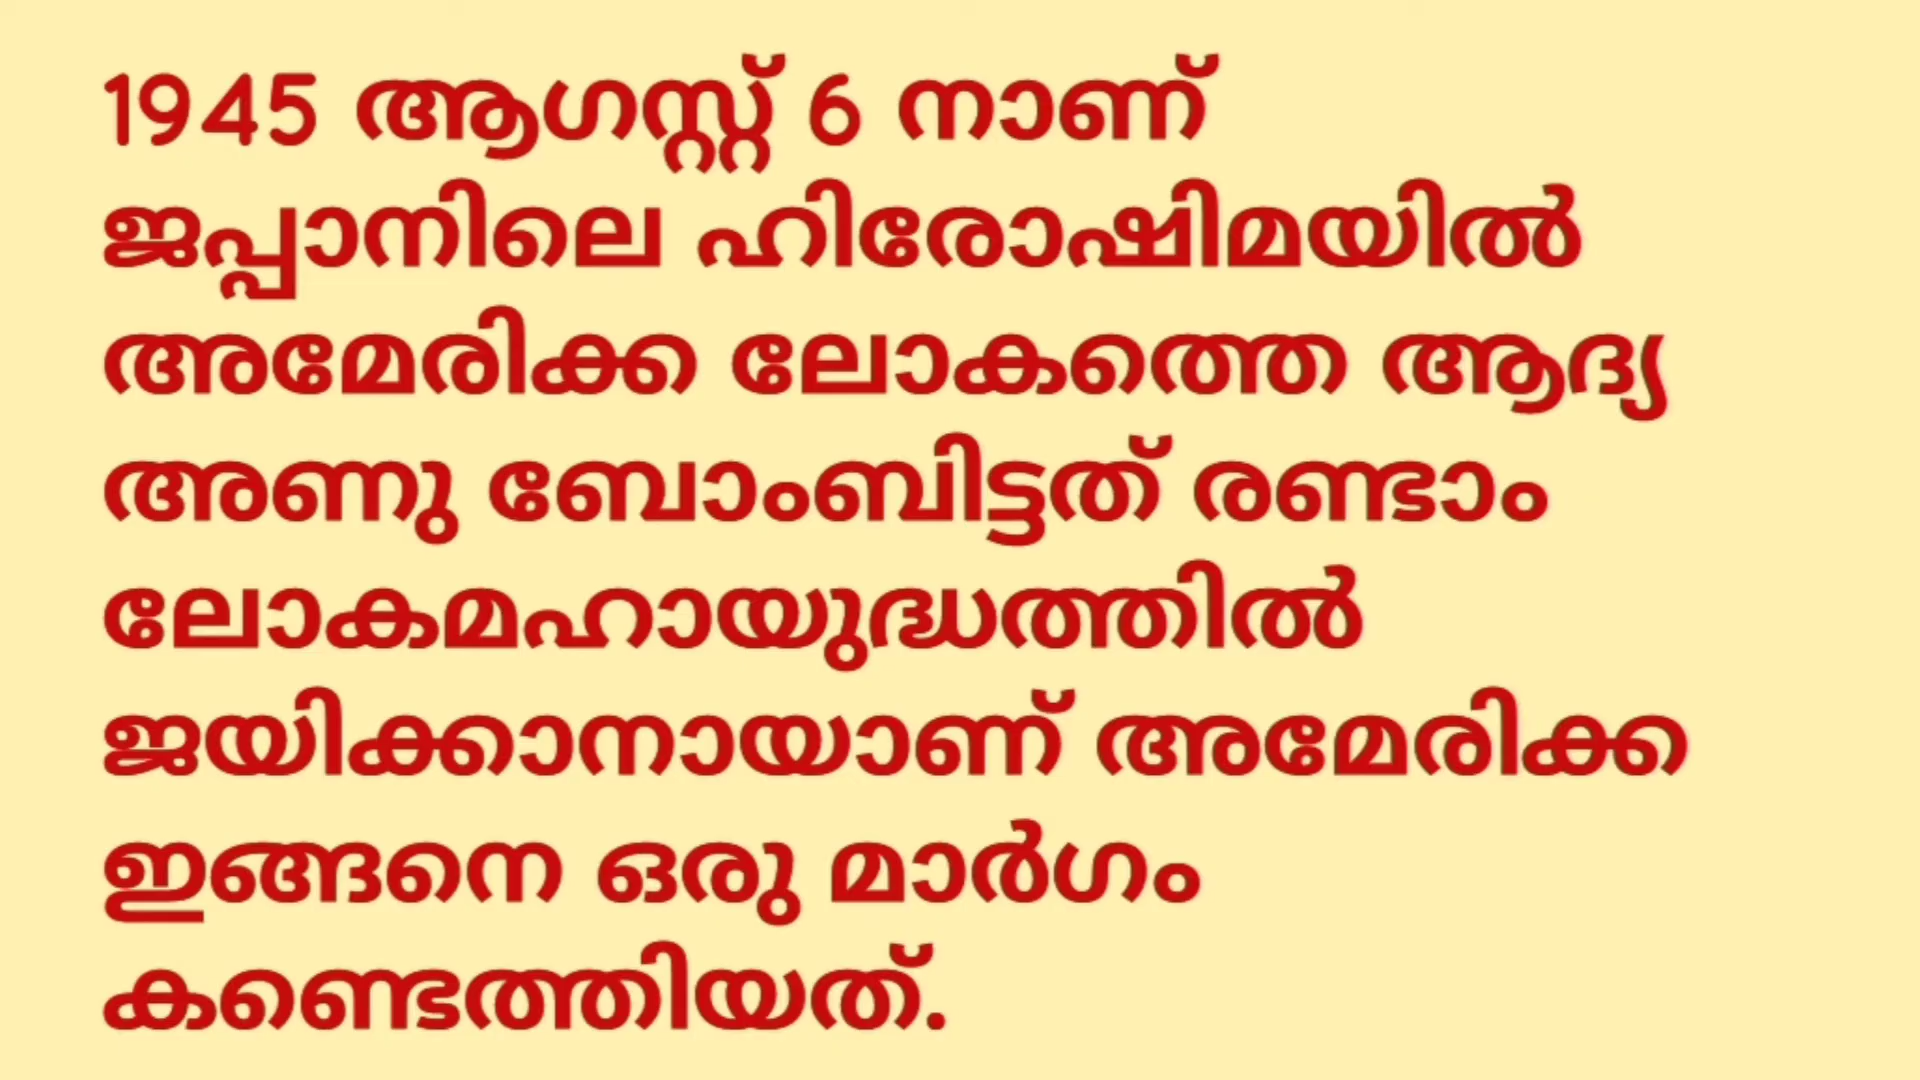 1945 ആഗസ്റ്റ് 6 നാണ്
ജപ്പാനിലെ ഹിരോഷിമയിൽ
അമേരിക്ക ലോകത്തെ ആദ്യ
അണു ബോംബിട്ടത് രണ്ടാം
ലോകമഹായുദ്ധത്തിൽ
ജയിക്കാനായാണ് അമേരിക്ക
ഇങ്ങനെ ഒരു മാർഗം
കണ്ടെത്തിയത്.